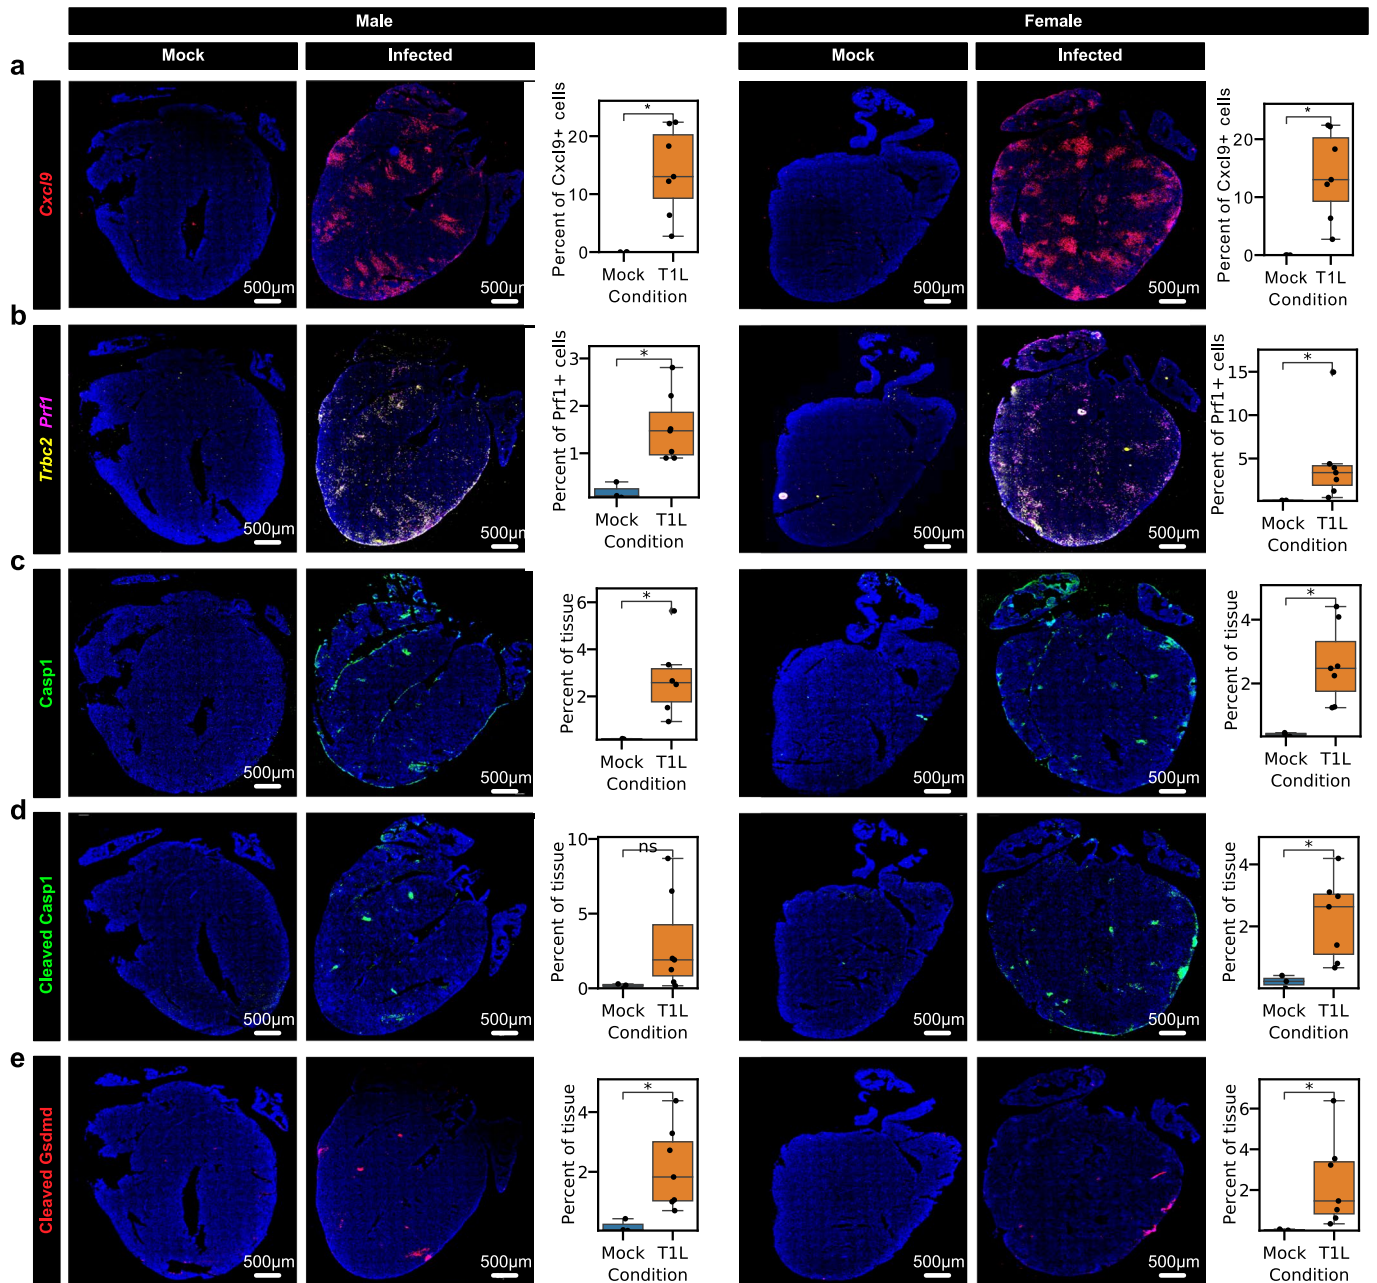 Male
Female
Mock
Infected
Mock
Infected
a
Cxcl9
500μm
500μm
Percent of Cxcl9+ cells
20
10
0
*
Mock T1L
Condition
500μm
500μm
Percent of Cxcl9+ cells
20
10
0
*
Mock T1L
Condition
b
Trbc2 Prf1
500μm
500μm
Percent of Prf1+ cells
3
2
1
*
Mock T1L
Condition
500μm
500μm
Percent of Prf1+ cells
15
10
5
*
Mock T1L
Condition
c
Casp1
500μm
500μm
Percent of tissue
6
4
2
*
Mock T1L
Condition
500μm
500μm
Percent of tissue
4
2
*
Mock T1L
Condition
d
Cleaved Casp1
500μm
500μm
Percent of tissue
10
5
0
ns
Mock T1L
Condition
500μm
500μm
Percent of tissue
4
2
*
Mock T1L
Condition
e
Cleaved Gsdmd
500μm
500μm
Percent of tissue
4
2
*
Mock T1L
Condition
500μm
500μm
Percent of tissue
6
4
2
*
Mock T1L
Condition